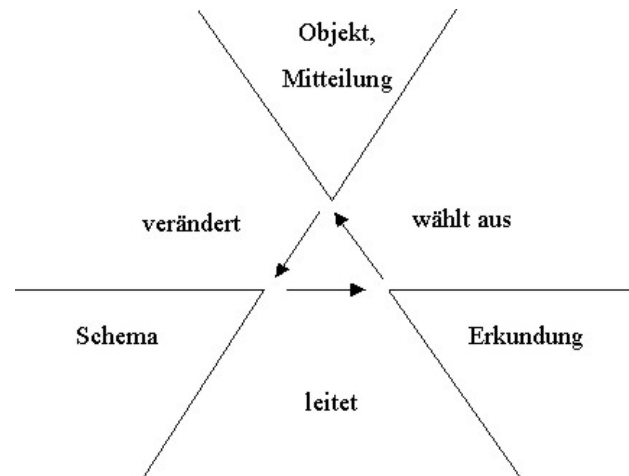 Objekt,
Mitteilung
verändert
wählt aus
Schema
Erkundung
leitet